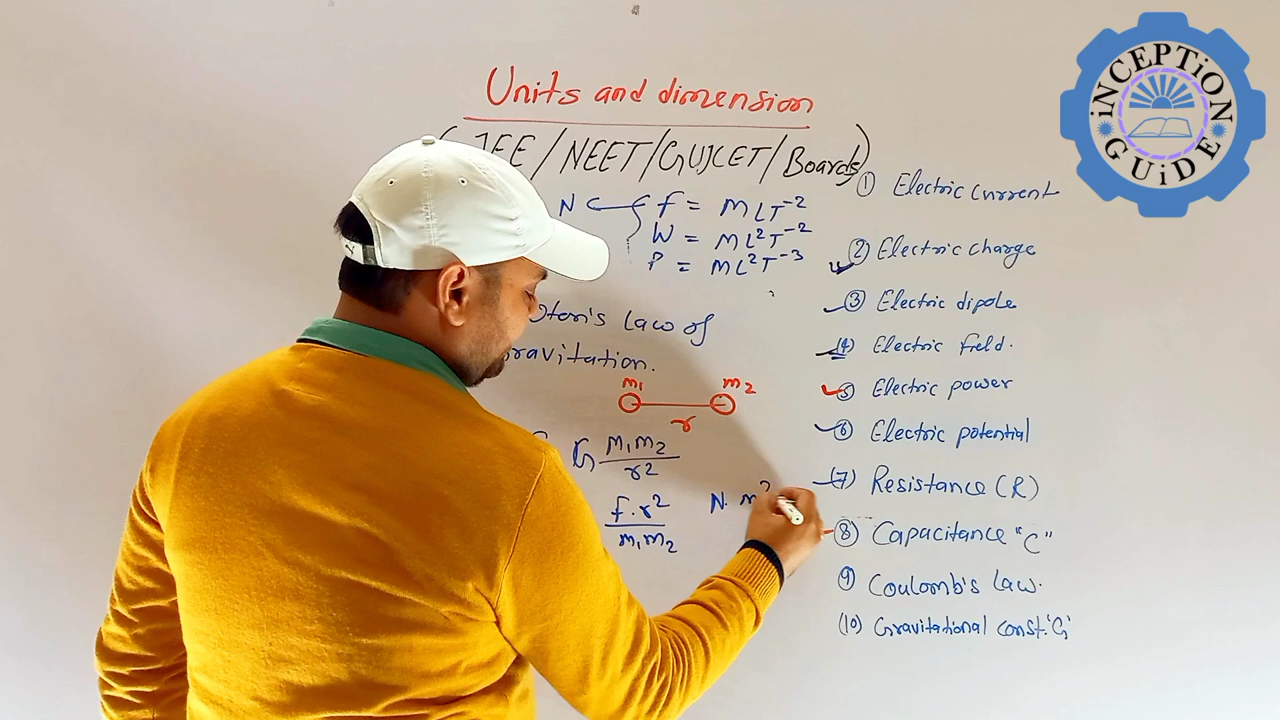 Units and dimension
(JEE/NEET/GUJCET/Boards)
N f = MLT⁻²
W = ML²T⁻²
P = ML²T⁻³
Law of
m₁ m₂
r
G m₁m₂
r²
f·r²
m₁m₂
N·m²
① Electric Current
② Electric charge
③ Electric dipole
(4) Electric field.
⑤ Electric power
⑥ Electric potential
(7) Resistance (R)
⑧ Capacitance "C"
⑨ Coulomb's law.
(10) Gravitational const. 'G'
iNCEPTiON
GUiDE